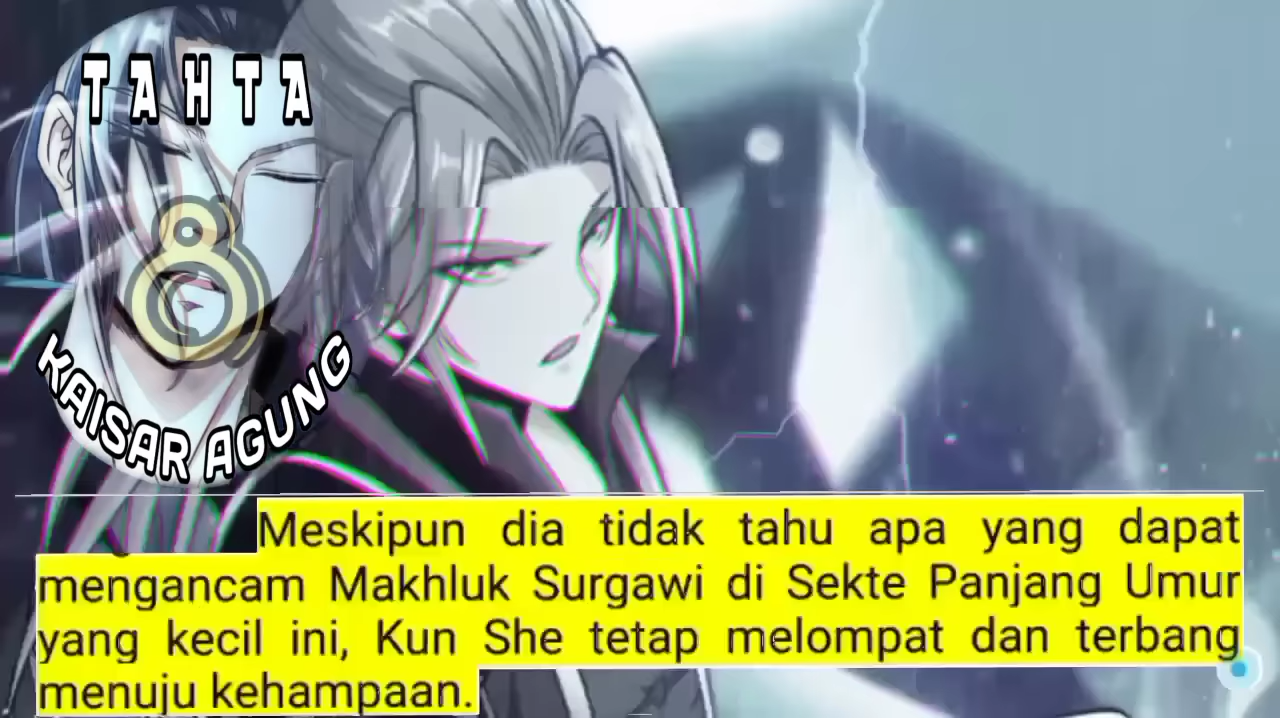 TAHTA
KAISAR AGUNG
Meskipun dia tidak tahu apa yang dapat
mengancam Makhluk Surgawi di Sekte Panjang Umur
yang kecil ini, Kun She tetap melompat dan terbang
menuju kehampaan.